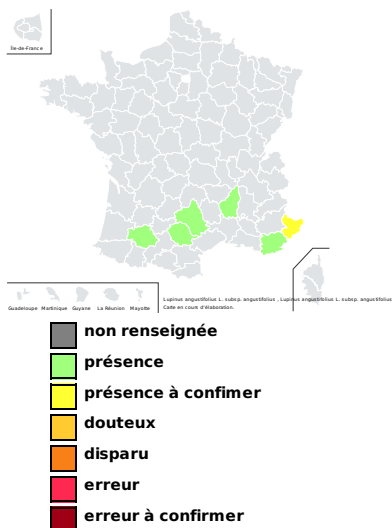 Île-de-France
Guadeloupe Martinique Guyane La Réunion Mayotte
Lupinus angustifolius L. subsp. angustifolius , Lupinus angustifolius L. subsp. angustifolius
Carte en cours d'élaboration.
non renseignée
présence
présence à confimer
douteux
disparu
erreur
erreur à confirmer